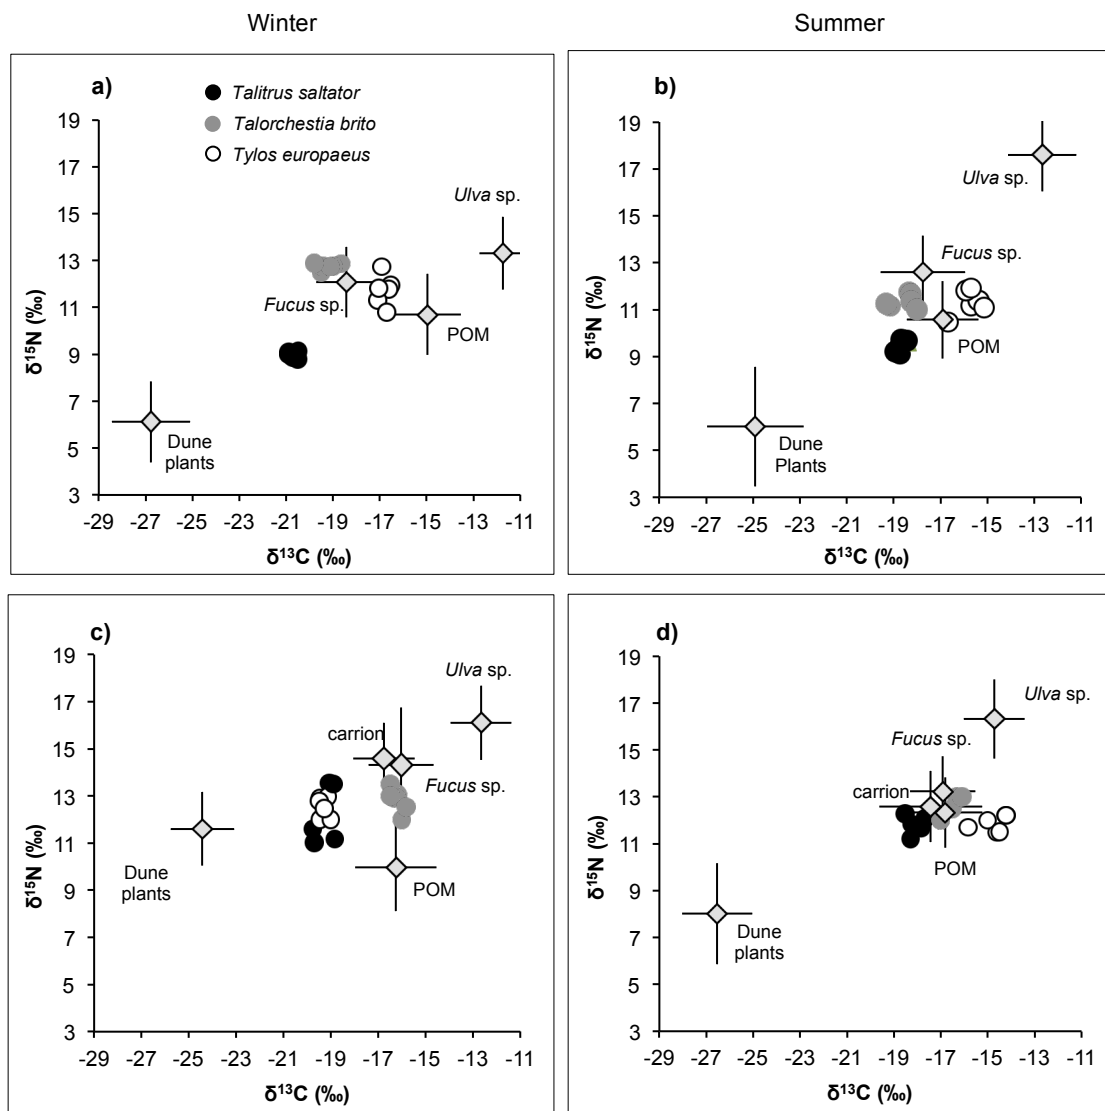 Winter
Summer
a)
Talitrus saltator
Talorchestia brito
Tylos europaeus
19
17
15
13
11
9
7
5
3
δ15N (‰)
Ulva sp.
Fucus sp.
POM
Dune
plants
-29 -27 -25 -23 -21 -19 -17 -15 -13 -11
δ13C (‰)
b)
19
17
15
13
11
9
7
5
3
δ15N (‰)
Ulva sp.
Fucus sp.
POM
Dune
Plants
-29 -27 -25 -23 -21 -19 -17 -15 -13 -11
δ13C (‰)
c)
19
17
15
13
11
9
7
5
3
δ15N (‰)
Ulva sp.
carrion
Fucus sp.
Dune
plants
POM
-29 -27 -25 -23 -21 -19 -17 -15 -13 -11
δ13C (‰)
d)
19
17
15
13
11
9
7
5
3
δ15N (‰)
Ulva sp.
Fucus sp.
carrion
POM
Dune
plants
-29 -27 -25 -23 -21 -19 -17 -15 -13 -11
δ13C (‰)